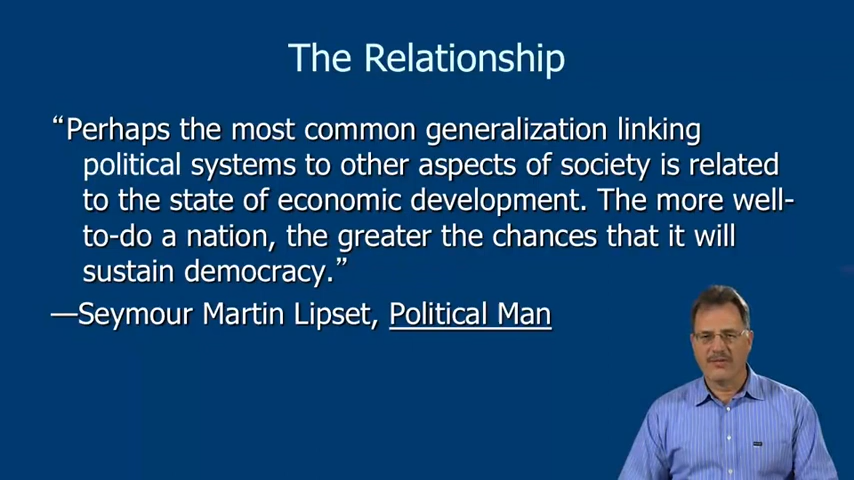 The Relationship
“Perhaps the most common generalization linking
political systems to other aspects of society is related
to the state of economic development. The more well-
to-do a nation, the greater the chances that it will
sustain democracy.”
—Seymour Martin Lipset, Political Man